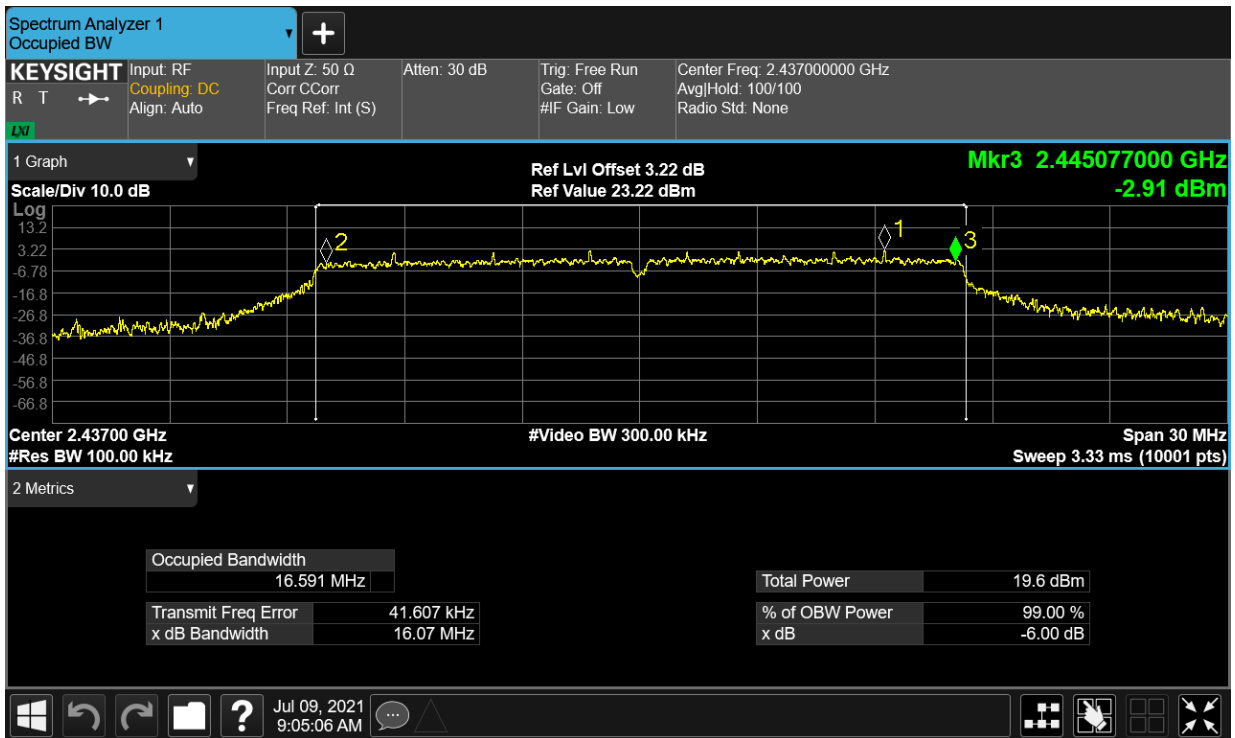 Spectrum Analyzer 1
Occupied BW
KEYSIGHT
R T
LXI
Input: RF
Coupling: DC
Align: Auto
Input Z: 50 Ω
Corr CCorr
Freq Ref: Int (S)
Atten: 30 dB
Trig: Free Run
Gate: Off
#IF Gain: Low
Center Freq: 2.437000000 GHz
Avg|Hold: 100/100
Radio Std: None
1 Graph
Scale/Div 10.0 dB
Ref Lvl Offset 3.22 dB
Ref Value 23.22 dBm
Mkr3 2.445077000 GHz
-2.91 dBm
Log
13.2
3.22
-6.78
-16.8
-26.8
-36.8
-46.8
-56.8
-66.8
2
1
3
Center 2.43700 GHz
#Res BW 100.00 kHz
#Video BW 300.00 kHz
Span 30 MHz
Sweep 3.33 ms (10001 pts)
2 Metrics
Occupied Bandwidth
16.591 MHz
Transmit Freq Error 41.607 kHz
x dB Bandwidth 16.07 MHz
Total Power 19.6 dBm
% of OBW Power 99.00 %
x dB -6.00 dB
?
Jul 09, 2021
9:05:06 AM